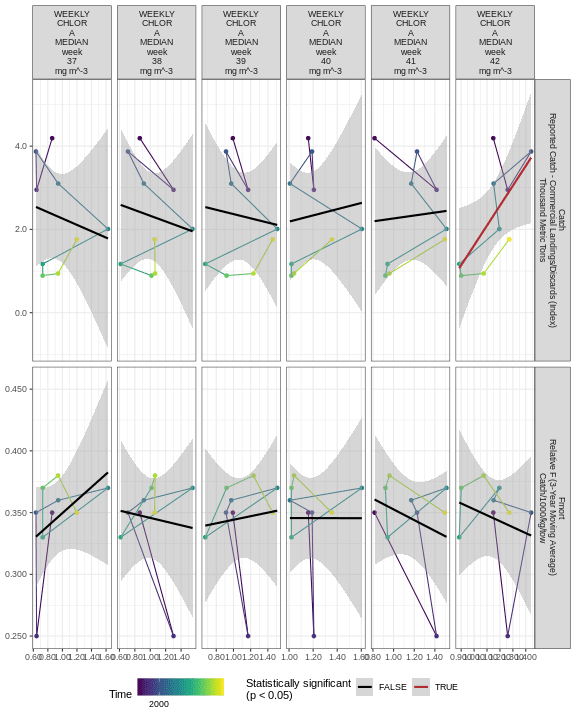 WEEKLY
CHLOR
A
MEDIAN
week
37
mg m^-3
WEEKLY
CHLOR
A
MEDIAN
week
38
mg m^-3
WEEKLY
CHLOR
A
MEDIAN
week
39
mg m^-3
WEEKLY
CHLOR
A
MEDIAN
week
40
mg m^-3
WEEKLY
CHLOR
A
MEDIAN
week
41
mg m^-3
WEEKLY
CHLOR
A
MEDIAN
week
42
mg m^-3
4.0
2.0
0.0
Catch
Reported Catch - Commercial Landings/Discards (Index)
Thousand Metric Tons
0.450
0.400
0.350
0.300
0.250
Fmort
Relative F (3-Year Moving Average)
Catch/1000/kg/tow
0.60 0.80 1.00 1.20 1.40 1.60
0.60 0.80 1.00 1.20 1.40
0.80 1.00 1.20 1.40
1.00 1.20 1.60
0.80 1.00 1.20 1.40
0.90 1.00 1.10 1.20 1.30 1.40
Time
2000
Statistically significant
(p < 0.05)
FALSE
TRUE